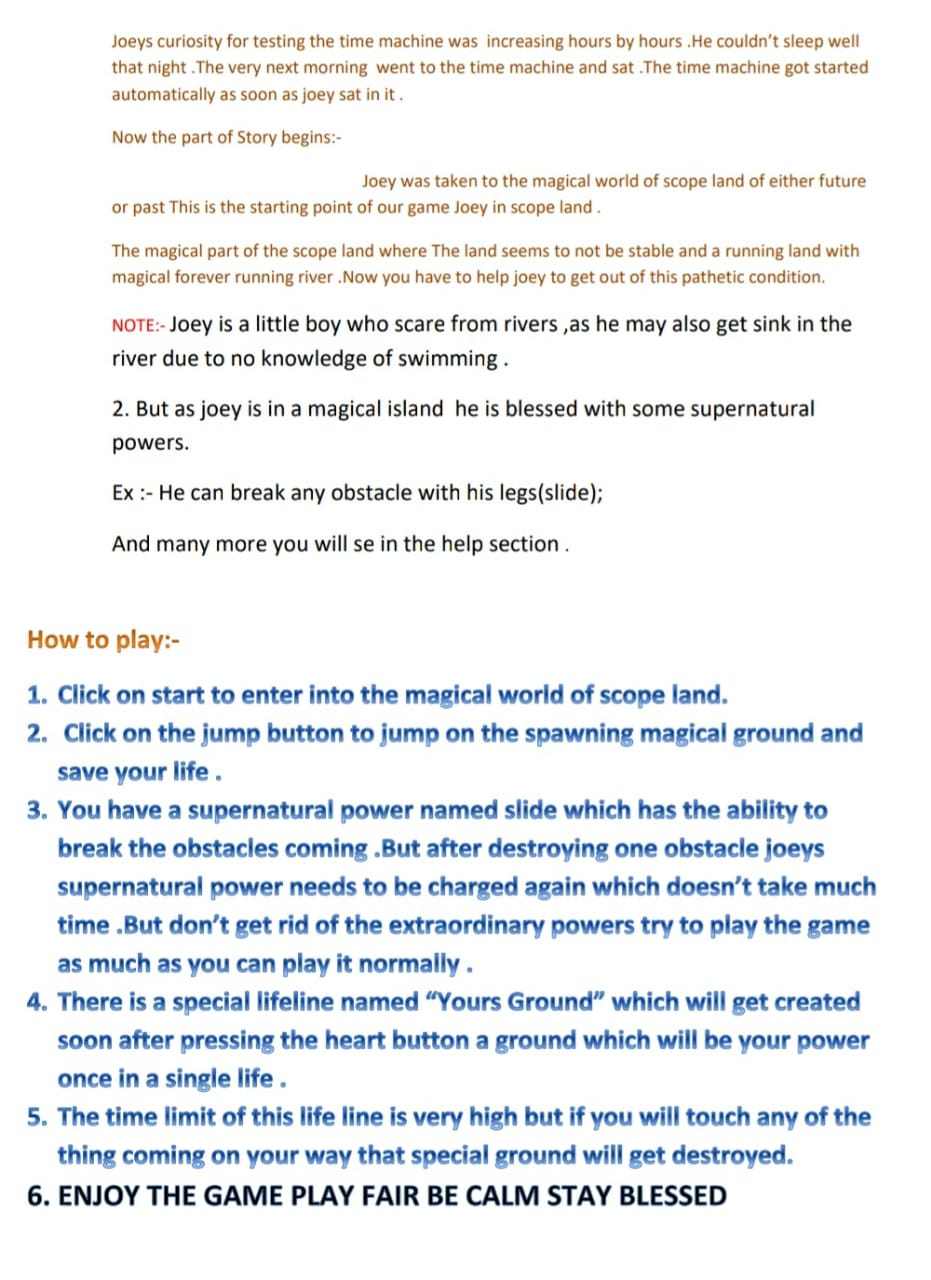 Joeys curiosity for testing the time machine was increasing hours by hours .He couldn't sleep well
that night .The very next morning went to the time machine and sat .The time machine got started
automatically as soon as joey sat in it .
Now the part of Story begins:-
Joey was taken to the magical world of scope land of either future
or past This is the starting point of our game Joey in scope land .
The magical part of the scope land where The land seems to not be stable and a running land with
magical forever running river .Now you have to help joey to get out of this pathetic condition.
NOTE:- Joey is a little boy who scare from rivers ,as he may also get sink in the
river due to no knowledge of swimming .
2. But as joey is in a magical island he is blessed with some supernatural
powers.
Ex :- He can break any obstacle with his legs(slide);
And many more you will se in the help section .
How to play:-
1. Click on start to enter into the magical world of scope land.
2. Click on the jump button to jump on the spawning magical ground and
save your life .
3. You have a supernatural power named slide which has the ability to
break the obstacles coming .But after destroying one obstacle joeys
supernatural power needs to be charged again which doesn't take much
time .But don't get rid of the extraordinary powers try to play the game
as much as you can play it normally .
4. There is a special lifeline named "Yours Ground" which will get created
soon after pressing the heart button a ground which will be your power
once in a single life .
5. The time limit of this life line is very high but if you will touch any of the
thing coming on your way that special ground will get destroyed.
6. ENJOY THE GAME PLAY FAIR BE CALM STAY BLESSED